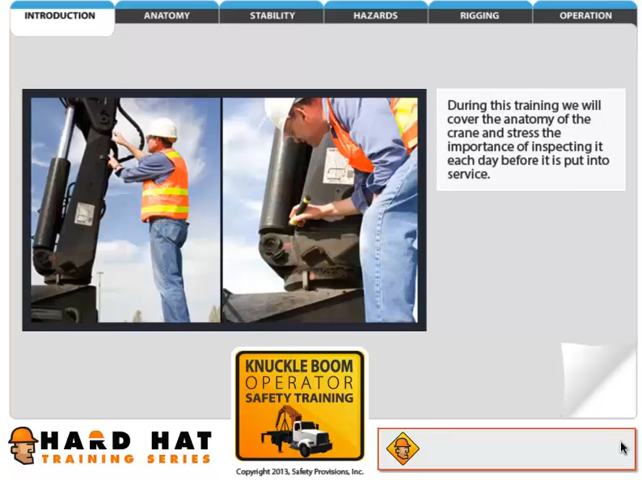 INTRODUCTION
ANATOMY
STABILITY
HAZARDS
RIGGING
OPERATION
During this training we will
cover the anatomy of the
crane and stress the
importance of inspecting it
each day before it is put into
service.
KNUCKLE BOOM
OPERATOR
SAFETY TRAINING
HARD HAT
TRAINING SERIES
Copyright 2013, Safety Provisions, Inc.